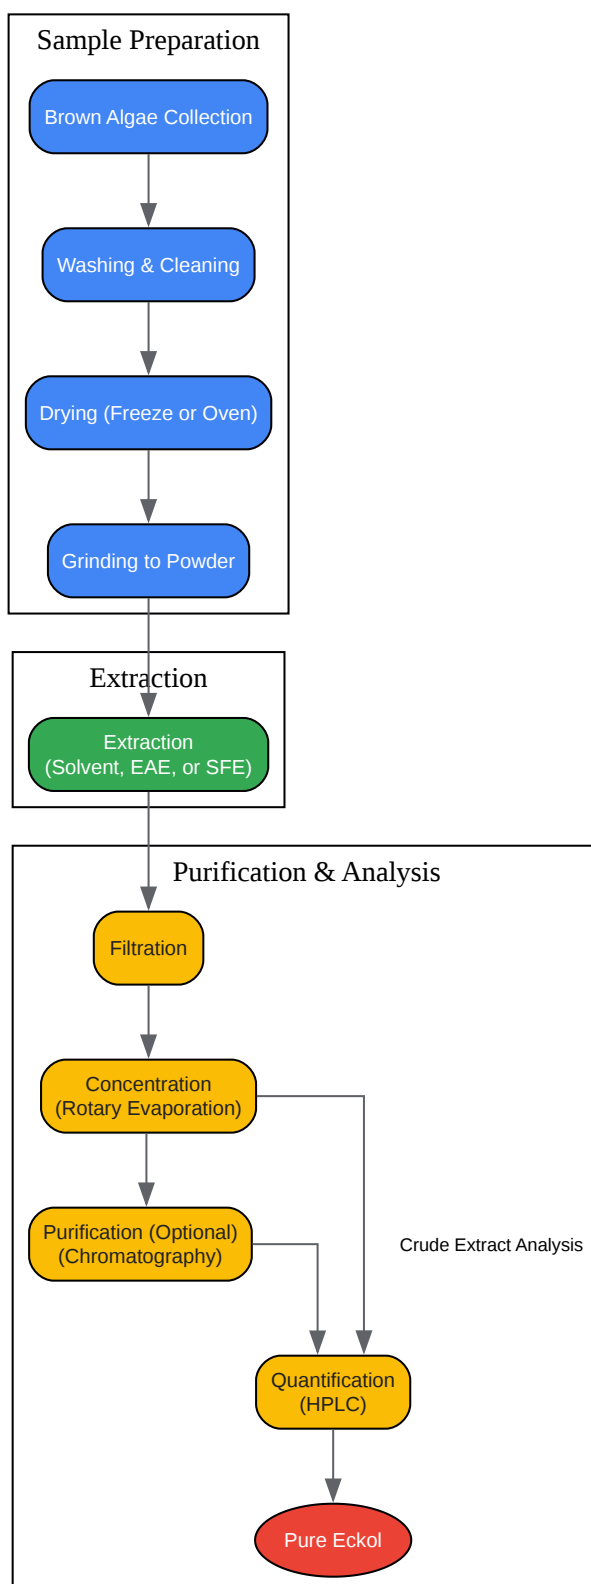 Sample Preparation
Brown Algae Collection
Washing & Cleaning
Drying (Freeze or Oven)
Grinding to Powder
Extraction
Extraction
(Solvent, EAE, or SFE)
Purification & Analysis
Filtration
Concentration
(Rotary Evaporation)
Purification (Optional)
(Chromatography)
Crude Extract Analysis
Quantification
(HPLC)
Pure Eckol